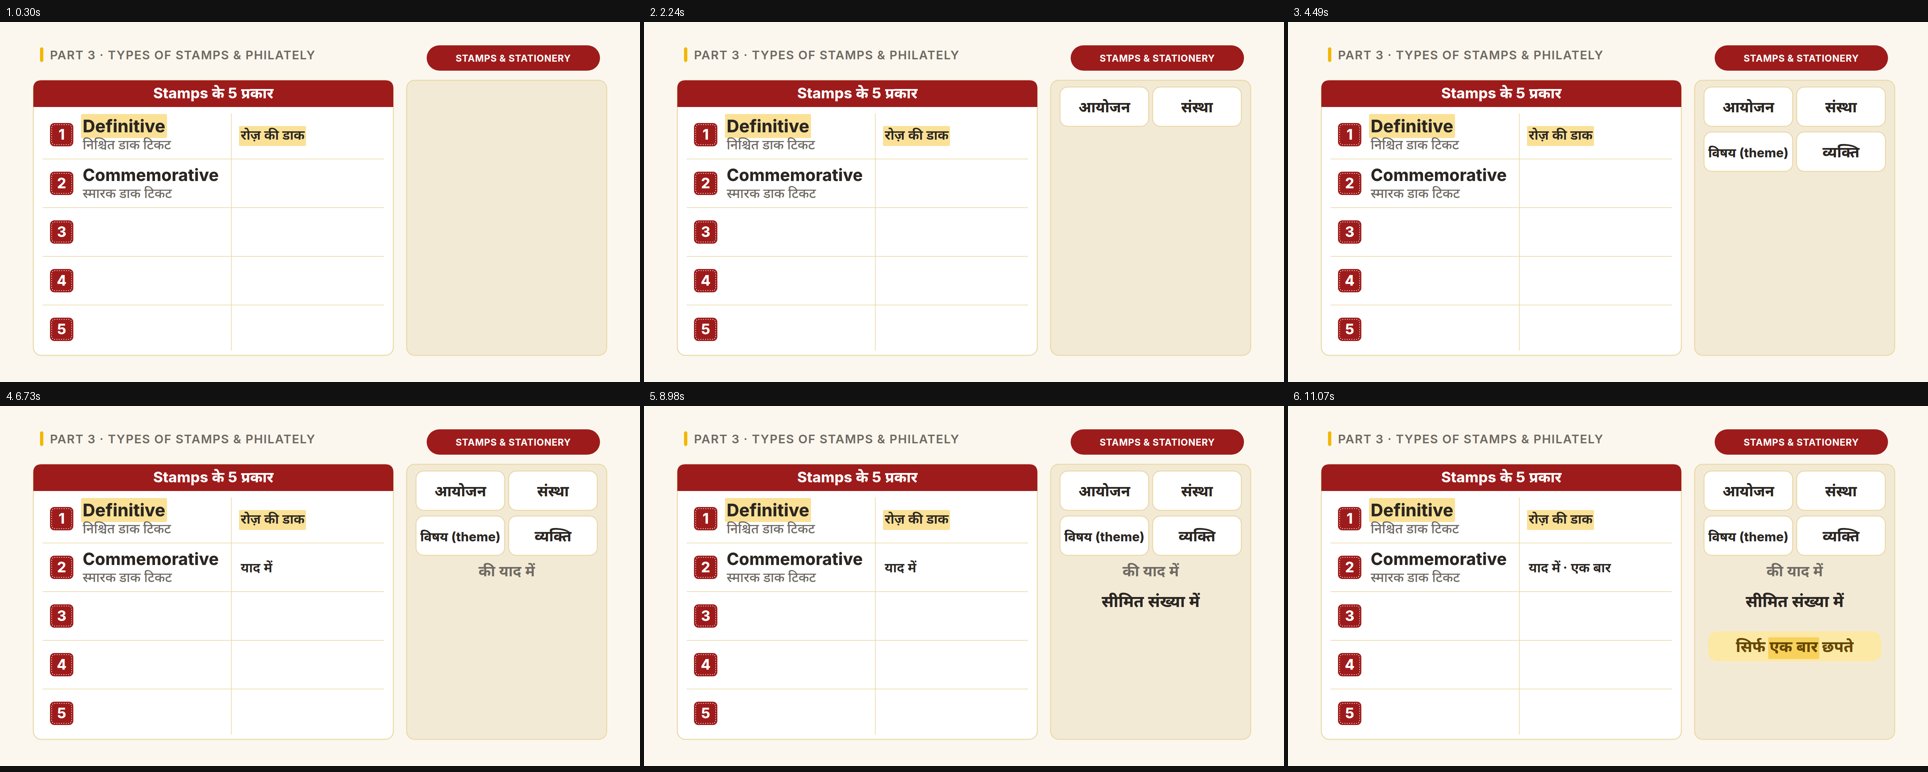 1. 0.30s
PART 3 · TYPES OF STAMPS & PHILATELY
STAMPS & STATIONERY
Stamps के 5 प्रकार
1
Definitive
निश्चित डाक टिकट
रोज़ की डाक
2
Commemorative
स्मारक डाक टिकट
3
4
5
2. 2.24s
PART 3 · TYPES OF STAMPS & PHILATELY
STAMPS & STATIONERY
Stamps के 5 प्रकार
1
Definitive
निश्चित डाक टिकट
रोज़ की डाक
2
Commemorative
स्मारक डाक टिकट
3
4
5
आयोजन
संस्था
3. 4.49s
PART 3 · TYPES OF STAMPS & PHILATELY
STAMPS & STATIONERY
Stamps के 5 प्रकार
1
Definitive
निश्चित डाक टिकट
रोज़ की डाक
2
Commemorative
स्मारक डाक टिकट
3
4
5
आयोजन
संस्था
विषय (theme)
व्यक्ति
4. 6.73s
PART 3 · TYPES OF STAMPS & PHILATELY
STAMPS & STATIONERY
Stamps के 5 प्रकार
1
Definitive
निश्चित डाक टिकट
रोज़ की डाक
2
Commemorative
स्मारक डाक टिकट
याद में
3
4
5
आयोजन
संस्था
विषय (theme)
व्यक्ति
की याद में
5. 8.98s
PART 3 · TYPES OF STAMPS & PHILATELY
STAMPS & STATIONERY
Stamps के 5 प्रकार
1
Definitive
निश्चित डाक टिकट
रोज़ की डाक
2
Commemorative
स्मारक डाक टिकट
याद में
3
4
5
आयोजन
संस्था
विषय (theme)
व्यक्ति
की याद में
सीमित संख्या में
6. 11.07s
PART 3 · TYPES OF STAMPS & PHILATELY
STAMPS & STATIONERY
Stamps के 5 प्रकार
1
Definitive
निश्चित डाक टिकट
रोज़ की डाक
2
Commemorative
स्मारक डाक टिकट
याद में · एक बार
3
4
5
आयोजन
संस्था
विषय (theme)
व्यक्ति
की याद में
सीमित संख्या में
सिर्फ एक बार छपते